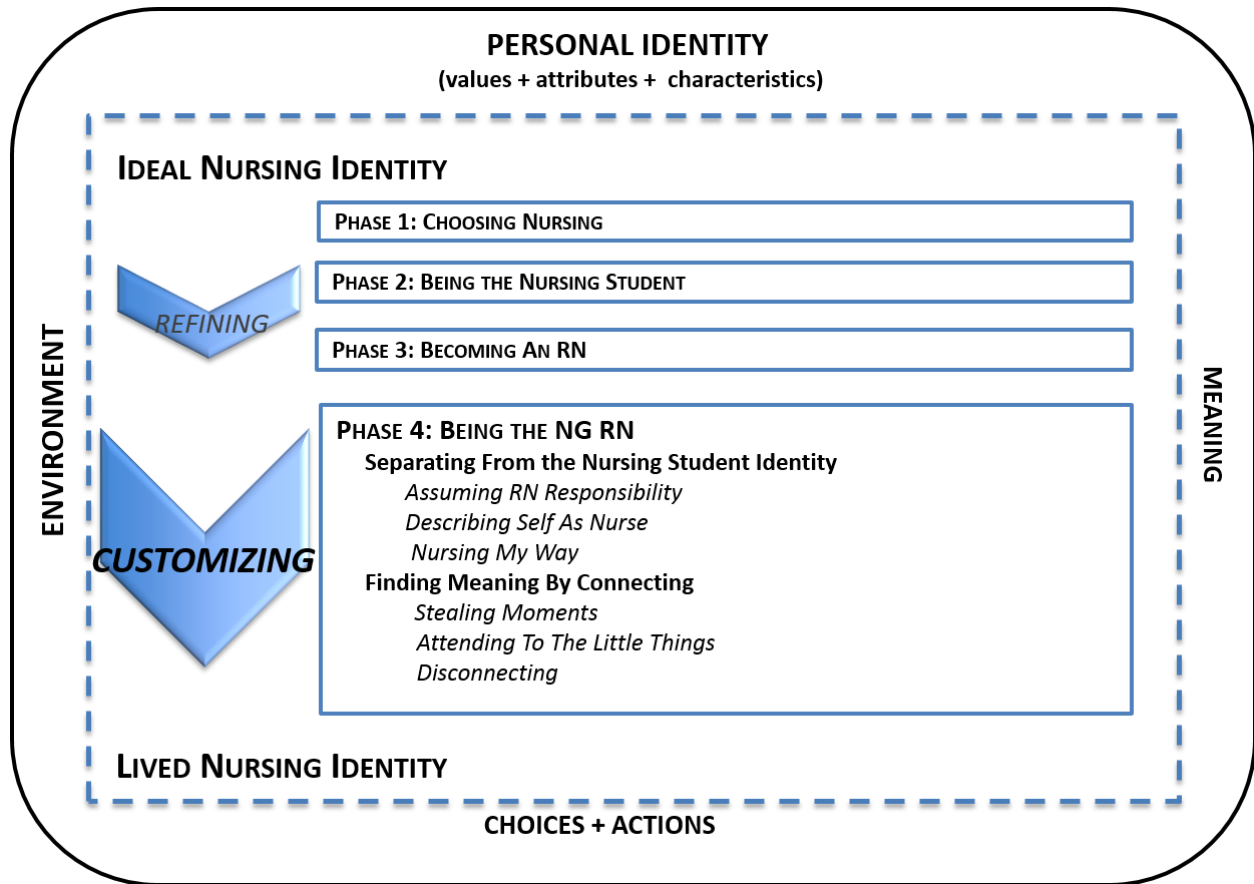 PERSONAL IDENTITY
(values + attributes + characteristics)
IDEAL NURSING IDENTITY
PHASE 1: CHOOSING NURSING
PHASE 2: BEING THE NURSING STUDENT
REFINING
PHASE 3: BECOMING AN RN
ENVIRONMENT
MEANING
PHASE 4: BEING THE NG RN
Separating From the Nursing Student Identity
Assuming RN Responsibility
Describing Self As Nurse
Nursing My Way
CUSTOMIZING
Finding Meaning By Connecting
Stealing Moments
Attending To The Little Things
Disconnecting
LIVED NURSING IDENTITY
CHOICES + ACTIONS